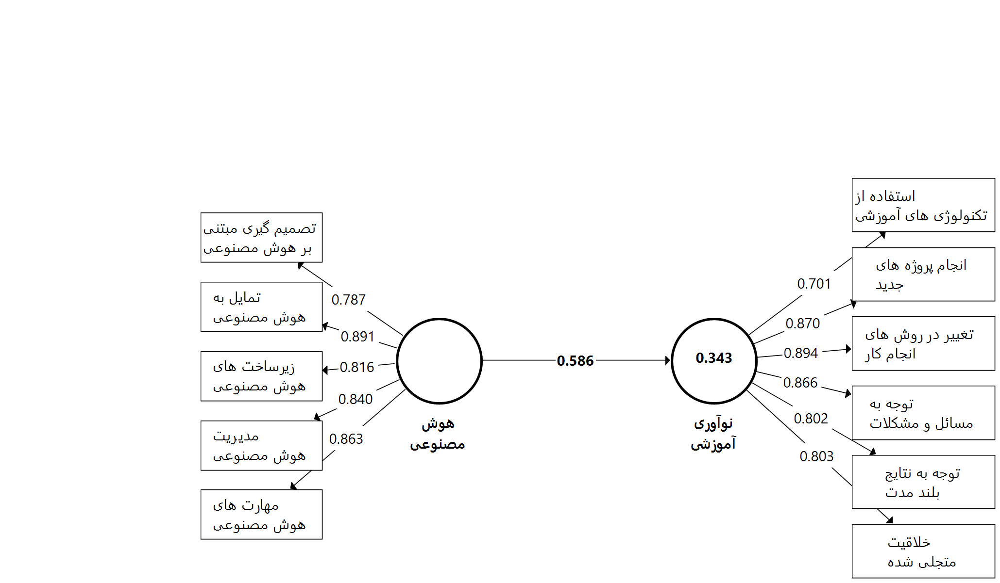 تصمیم گیری مبتنی
بر هوش مصنوعی
تمایل به
هوش مصنوعی
زیرساخت های
هوش مصنوعی
مدیریت
هوش مصنوعی
مهارت های
هوش مصنوعی
0.787
0.891
0.816
0.840
0.863
هوش
مصنوعی
0.586
0.343
نوآوری
آموزشی
0.701
0.870
0.894
0.866
0.802
0.803
استفاده از
تکنولوژی های آموزشی
انجام پروژه های
جدید
تغییر در روش های
انجام کار
توجه به
مسائل و مشکلات
توجه به نتایج
بلند مدت
خلاقیت
متجلی شده